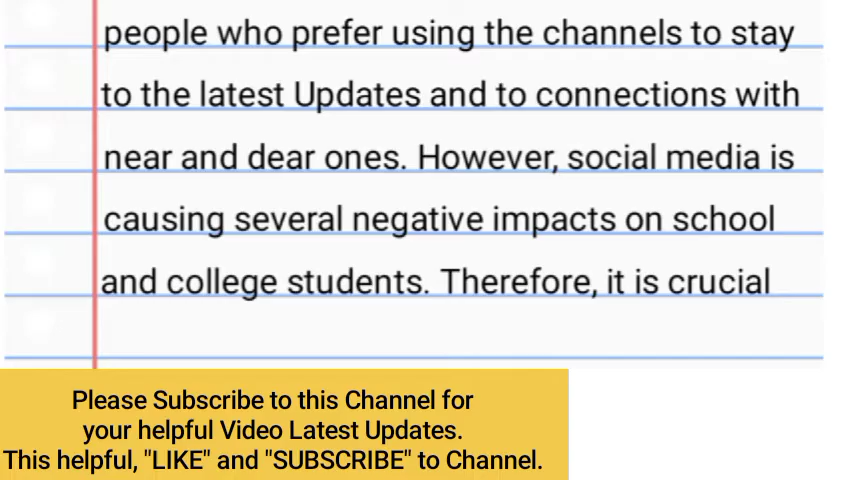 people who prefer using the channels to stay
to the latest Updates and to connections with
near and dear ones. However, social media is
causing several negative impacts on school
and college students. Therefore, it is crucial
Please Subscribe to this Channel for
your helpful Video Latest Updates.
This helpful, "LIKE" and "SUBSCRIBE" to Channel.